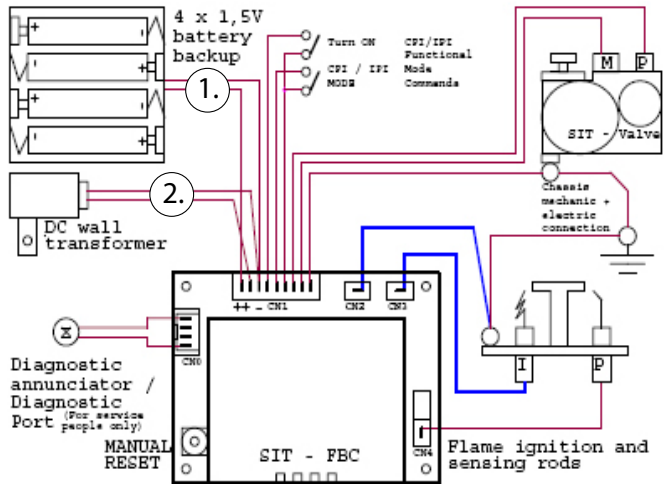 4 x 1,5V
battery
backup
1.
Turn ON CPI/IPI
Functional
CPI / IPI Mode
MODE Commands
M P
SIT - Valve
2.
DC wall
transformer
Chassis
mechanic +
electric
connection
++ - CN1 CN2 CN3
CN0
Diagnostic
annunciator /
Diagnostic
Port (For service
people only)
MANUAL
RESET
SIT - FBC
CN4
I P
Flame ignition and
sensing rods